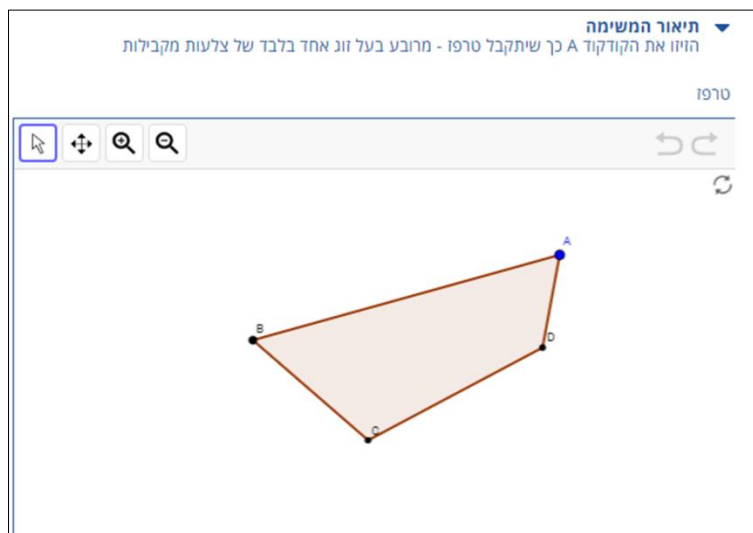 תיאור המשימה
הזיזו את הקודקוד A כך שיתקבל טרפז - מרובע בעל זוג אחד בלבד של צלעות מקבילות
טרפז
A
B
D
C